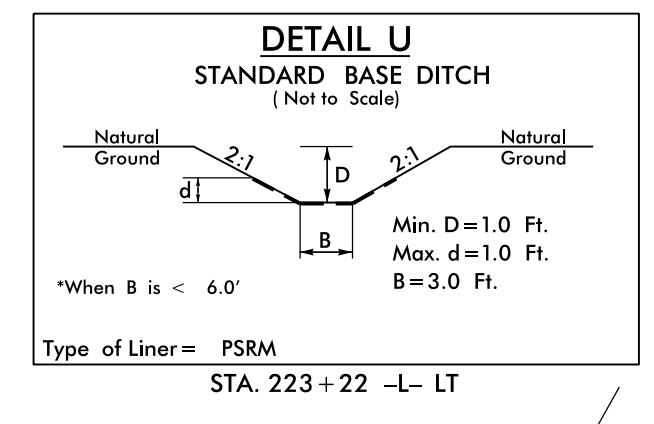 DETAIL U
STANDARD BASE DITCH
( Not to Scale)
Natural
Ground
2:1
D
2:1
Natural
Ground
d
B
Min. D=1.0 Ft.
Max. d=1.0 Ft.
B=3.0 Ft.
*When B is < 6.0'
Type of Liner= PSRM
STA. 223+22 -L- LT